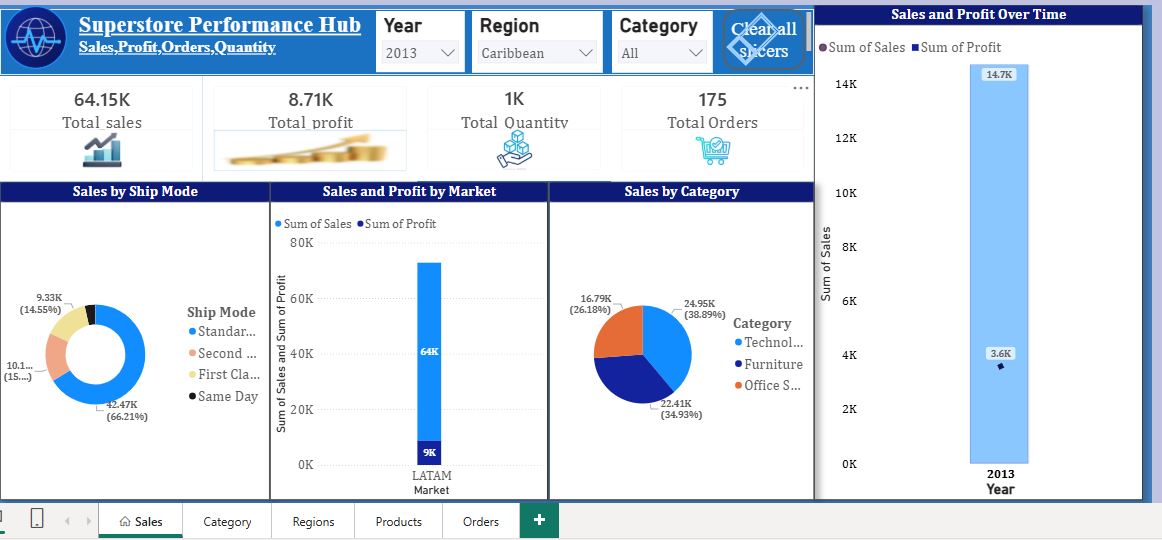 Superstore Performance Hub
Sales,Profit,Orders,Quantity
Year
2013
Region
Caribbean
Category
All
Clear all
slicers
64.15K
Total sales
8.71K
Total profit
1K
Total Quantity
175
Total Orders
Sales by Ship Mode
9.33K
(14.55%)
10.1...
(15....)
42.47K
(66.21%)
Ship Mode
Standar...
Second ...
First Cla...
Same Day
Sales and Profit by Market
Sum of Sales Sum of Profit
Sum of Sales and Sum of Profit
80K
60K
40K
20K
0K
64K
9K
LATAM
Market
Sales by Category
16.79K
(26.18%)
24.95K
(38.89%)
22.41K
(34.93%)
Category
Technol...
Furniture
Office S...
Sales and Profit Over Time
Sum of Sales Sum of Profit
Sum of Sales
14K
12K
10K
8K
6K
4K
2K
0K
14.7K
3.6K
2013
Year
Sales
Category
Regions
Products
Orders
+